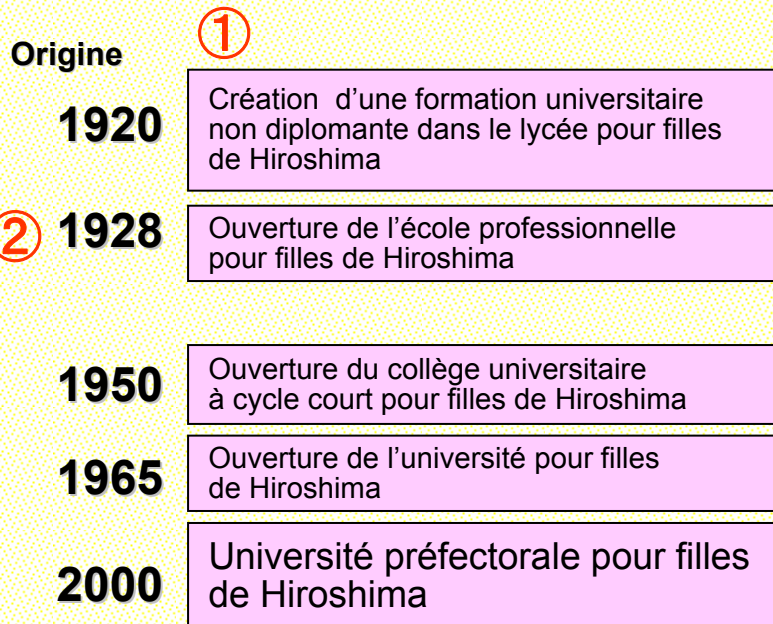 ①
Origine
1920
Création d’une formation universitaire
non diplomante dans le lycée pour filles
de Hiroshima
② 1928
Ouverture de l’école professionnelle
pour filles de Hiroshima
1950
Ouverture du collège universitaire
à cycle court pour filles de Hiroshima
1965
Ouverture de l’université pour filles
de Hiroshima
2000
Université préfectorale pour filles
de Hiroshima